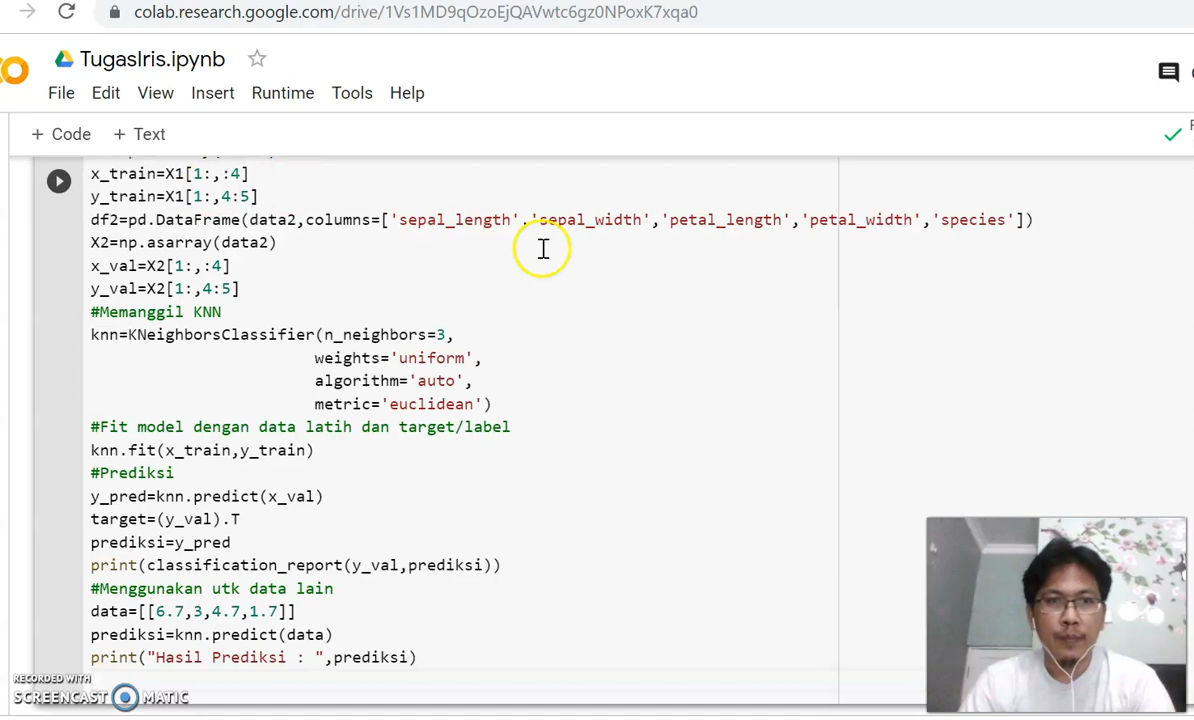 colab.research.google.com/drive/1Vs1MD9qOzoEjQAVwtc6gz0NPoxK7xqa0
TugasIris.ipynb
File Edit View Insert Runtime Tools Help
+ Code + Text
x_train=X1[1:,:4]
y_train=X1[1:,4:5]
df2=pd.DataFrame(data2,columns=['sepal_length','sepal_width','petal_length','petal_width','species'])
X2=np.asarray(data2)
x_val=X2[1:,:4]
y_val=X2[1:,4:5]
#Memanggil KNN
knn=KNeighborsClassifier(n_neighbors=3,
weights='uniform',
algorithm='auto',
metric='euclidean')
#Fit model dengan data latih dan target/label
knn.fit(x_train,y_train)
#Prediksi
y_pred=knn.predict(x_val)
target=(y_val).T
prediksi=y_pred
print(classification_report(y_val,prediksi))
#Menggunakan utk data lain
data=[[6.7,3,4.7,1.7]]
prediksi=knn.predict(data)
print("Hasil Prediksi : ",prediksi)
RECORDED WITH
SCREENCAST MATIC